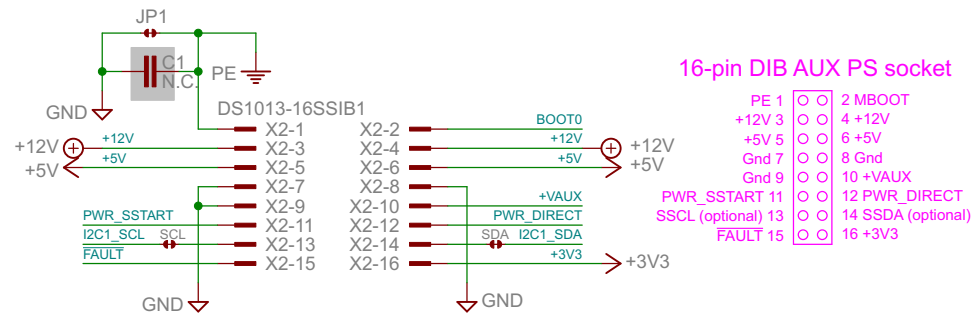 JP1
C1
N.C.
PE
GND
DS1013-16SSIB1
16-pin DIB AUX PS socket
X2-1
X2-2
BOOT0
PE 1
2 MBOOT
+12V
+12V
X2-3
X2-4
+12V
+12V
+12V 3
4 +12V
+5V
+5V
X2-5
X2-6
+5V
+5V
+5V 5
6 +5V
X2-7
X2-8
Gnd 7
8 Gnd
X2-9
X2-10
+VAUX
Gnd 9
10 +VAUX
PWR_SSTART
X2-11
X2-12
PWR_DIRECT
PWR_SSTART 11
12 PWR_DIRECT
I2C1_SCL
SCL
X2-13
X2-14
SDA
I2C1_SDA
SSCL (optional) 13
14 SSDA (optional)
FAULT
X2-15
X2-16
+3V3
+3V3
FAULT 15
16 +3V3
GND
GND